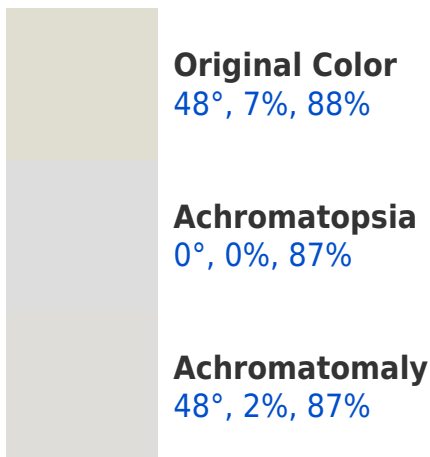 Original Color
48°, 7%, 88%
Achromatopsia
0°, 0%, 87%
Achromatomaly
48°, 2%, 87%